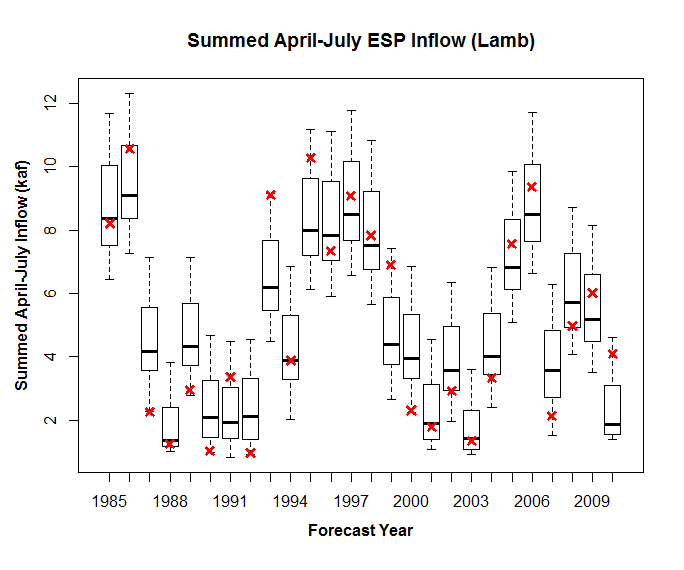 Summed April-July ESP Inflow (Lamb)
Summed April-July Inflow (kaf)
12
10
8
6
4
2
1985 1988 1991 1994 1997 2000 2003 2006 2009
Forecast Year